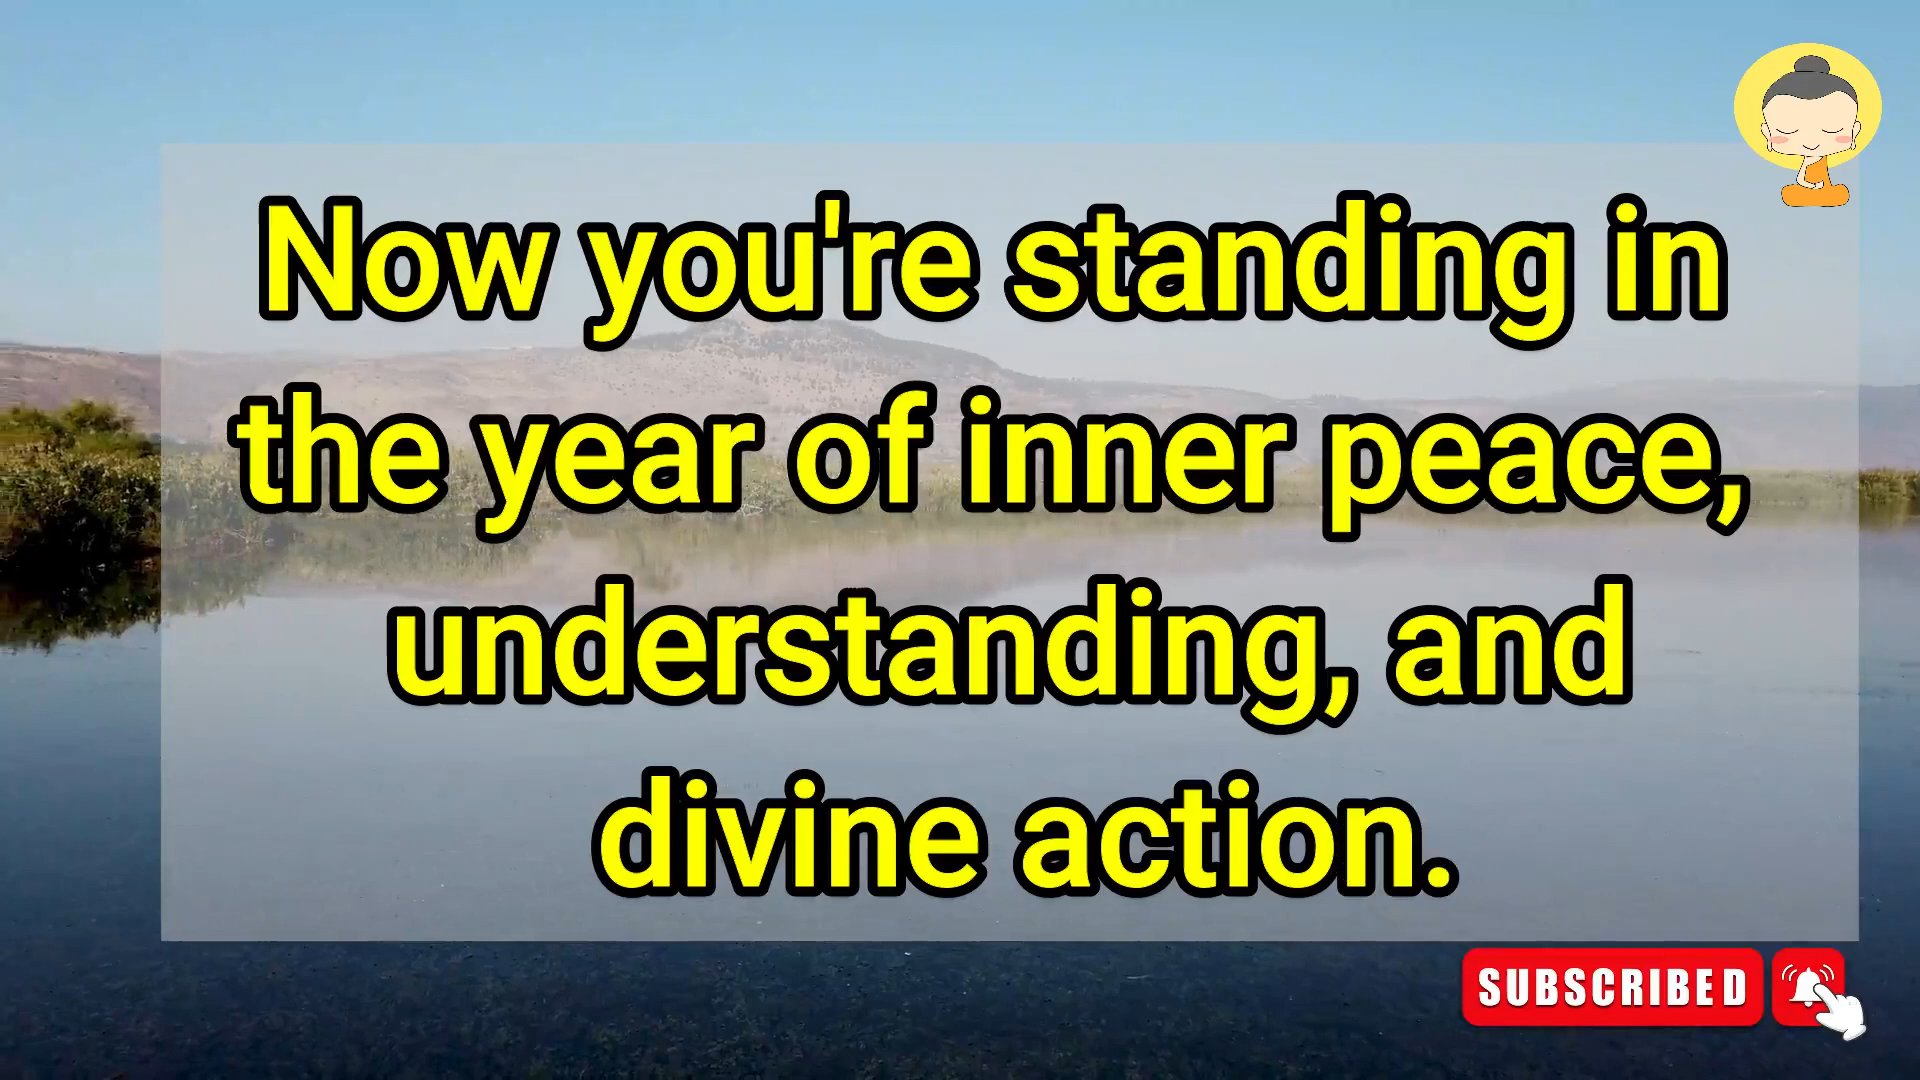 Now you're standing in
the year of inner peace,
understanding, and
divine action.
SUBSCRIBED